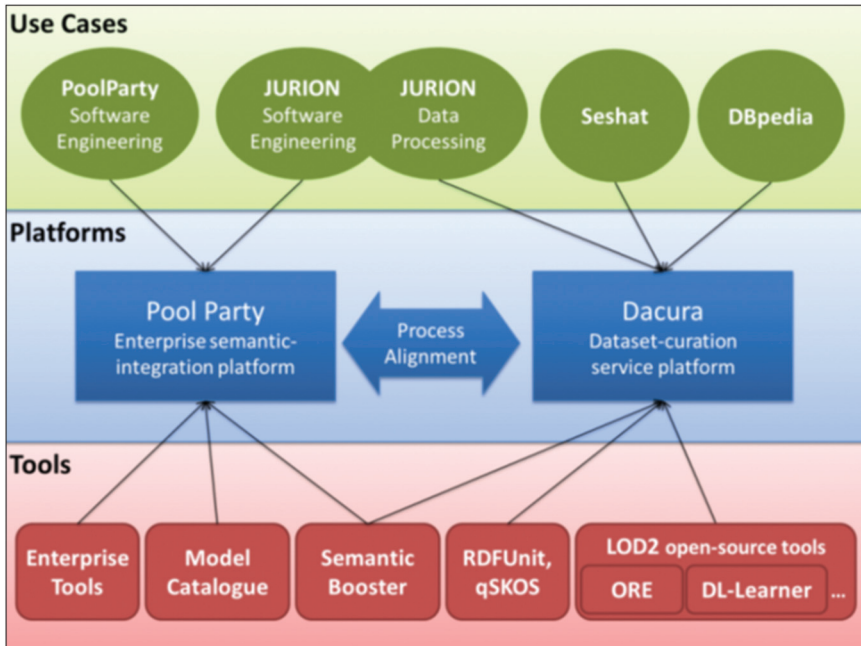 Use Cases
PoolParty
Software
Engineering
JURION
Software
Engineering
JURION
Data
Processing
Seshat
DBpedia
Platforms
Pool Party
Enterprise semantic-
integration platform
Process
Alignment
Dacura
Dataset-curation
service platform
Tools
Enterprise
Tools
Model
Catalogue
Semantic
Booster
RDFUnit,
qSKOS
LOD2 open-source tools
ORE
DL-Learner
...